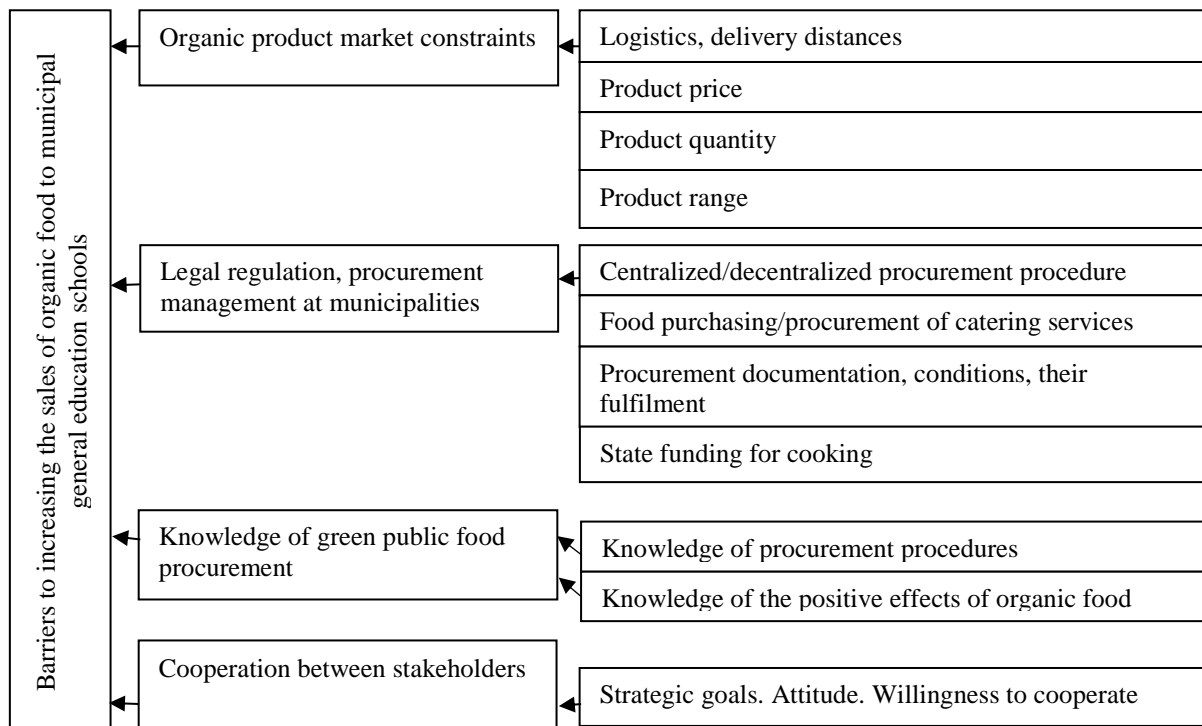 Barriers to increasing the sales of organic food to municipal
general education schools
Organic product market constraints
Logistics, delivery distances
Product price
Product quantity
Product range
Legal regulation, procurement
management at municipalities
Centralized/decentralized procurement procedure
Food purchasing/procurement of catering services
Procurement documentation, conditions, their
fulfilment
State funding for cooking
Knowledge of green public food
procurement
Knowledge of procurement procedures
Knowledge of the positive effects of organic food
Cooperation between stakeholders
Strategic goals. Attitude. Willingness to cooperate